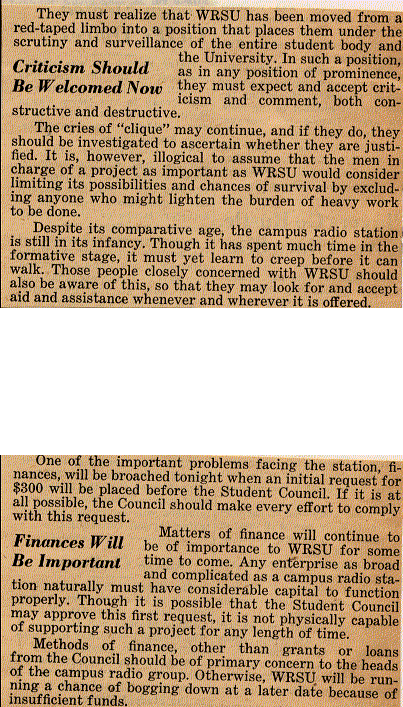 They must realize that WRSU has been moved from a
red-taped limbo into a position that places them under the
scrutiny and surveillance of the entire student body and
Criticism Should
Be Welcomed Now
the University. In such a position,
as in any position of prominence,
they must expect and accept crit-
icism and comment, both con-
structive and destructive.
The cries of "clique" may continue, and if they do, they
should be investigated to ascertain whether they are justi-
fied. It is, however, illogical to assume that the men in
charge of a project as important as WRSU would consider
limiting its possibilities and chances of survival by exclud-
ing anyone who might lighten the burden of heavy work
to be done.
Despite its comparative age, the campus radio station
is still in its infancy. Though it has spent much time in the
formative stage, it must yet learn to creep before it can
walk. Those people closely concerned with WRSU should
also be aware of this, so that they may look for and accept
aid and assistance whenever and wherever it is offered.
One of the important problems facing the station, fi-
nances, will be broached tonight when an initial request for
$300 will be placed before the Student Council. If it is at
all possible, the Council should make every effort to comply
with this request.
Finances Will
Be Important
Matters of finance will continue to
be of importance to WRSU for some
time to come. Any enterprise as broad
and complicated as a campus radio sta-
tion naturally must have considerable capital to function
properly. Though it is possible that the Student Council
may approve this first request, it is not physically capable
of supporting such a project for any length of time.
Methods of finance, other than grants or loans
from the Council should be of primary concern to the heads
of the campus radio group. Otherwise, WRSU will be run-
ning a chance of bogging down at a later date because of
insufficient funds.